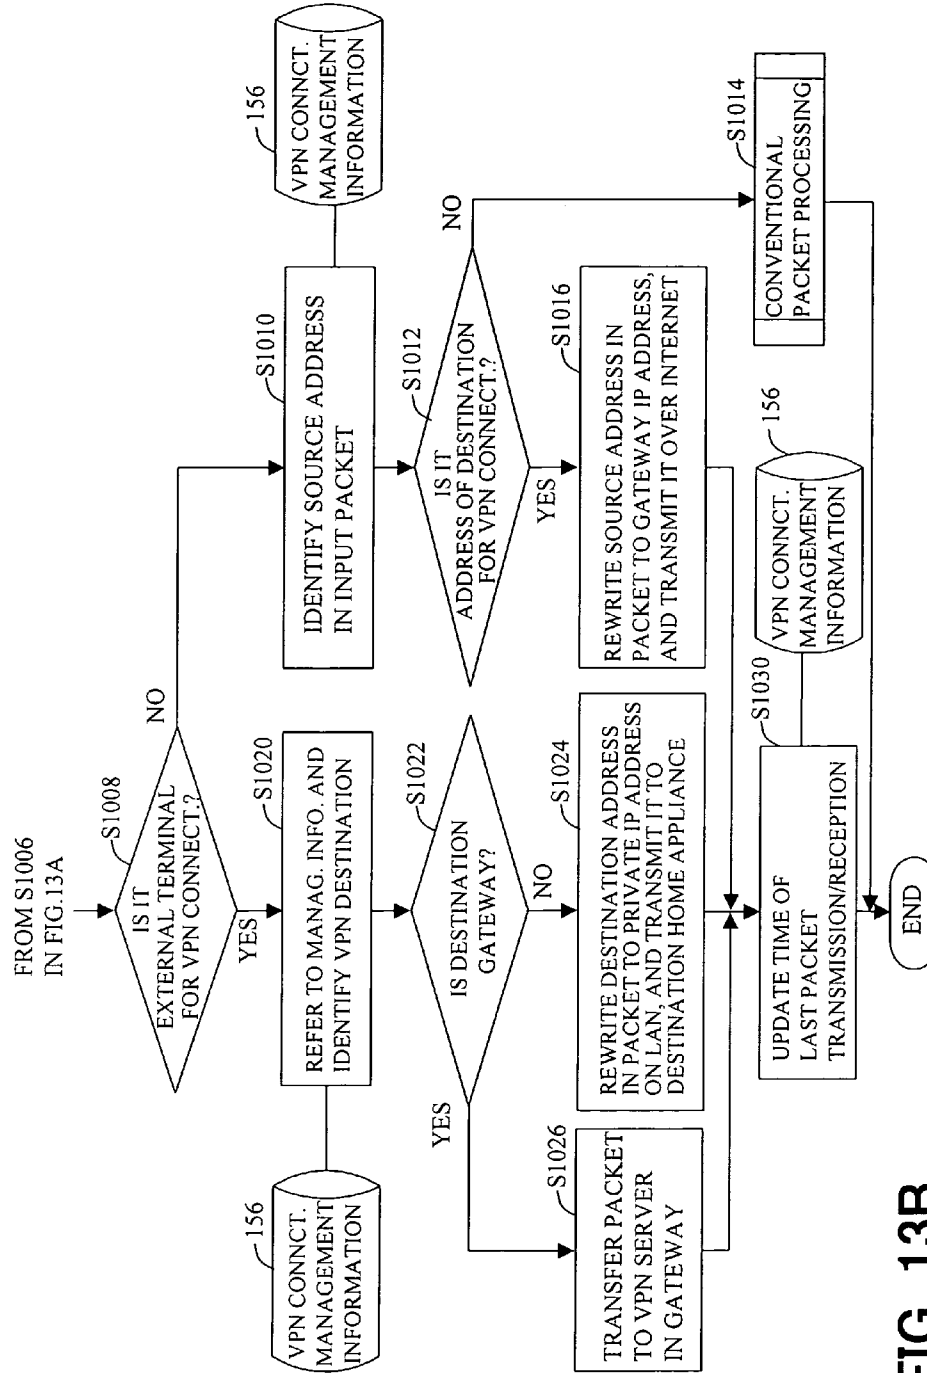 FROM S1006
IN FIG.13A
S1008
IS IT
EXTERNAL TERMINAL
FOR VPN CONNECT.?
NO
YES
156
VPN CONNCT.
MANAGEMENT
INFORMATION
S1020
REFER TO MANAG. INFO. AND
IDENTIFY VPN DESTINATION
S1010
IDENTIFY SOURCE ADDRESS
IN INPUT PACKET
156
VPN CONNCT.
MANAGEMENT
INFORMATION
S1022
IS DESTINATION
GATEWAY?
YES
NO
S1012
IS IT
ADDRESS OF DESTINATION
FOR VPN CONNECT.?
NO
YES
S1026
TRANSFER PACKET
TO VPN SERVER
IN GATEWAY
S1024
REWRITE DESTINATION ADDRESS
IN PACKET TO PRIVATE IP ADDRESS
ON LAN, AND TRANSMIT IT TO
DESTINATION HOME APPLIANCE
S1016
REWRITE SOURCE ADDRESS IN
PACKET TO GATEWAY IP ADDRESS,
AND TRANSMIT IT OVER INTERNET
S1014
CONVENTIONAL
PACKET PROCESSING
S1030
UPDATE TIME OF
LAST PACKET
TRANSMISSION/RECEPTION
156
VPN CONNCT.
MANAGEMENT
INFORMATION
END
FIG. 13B